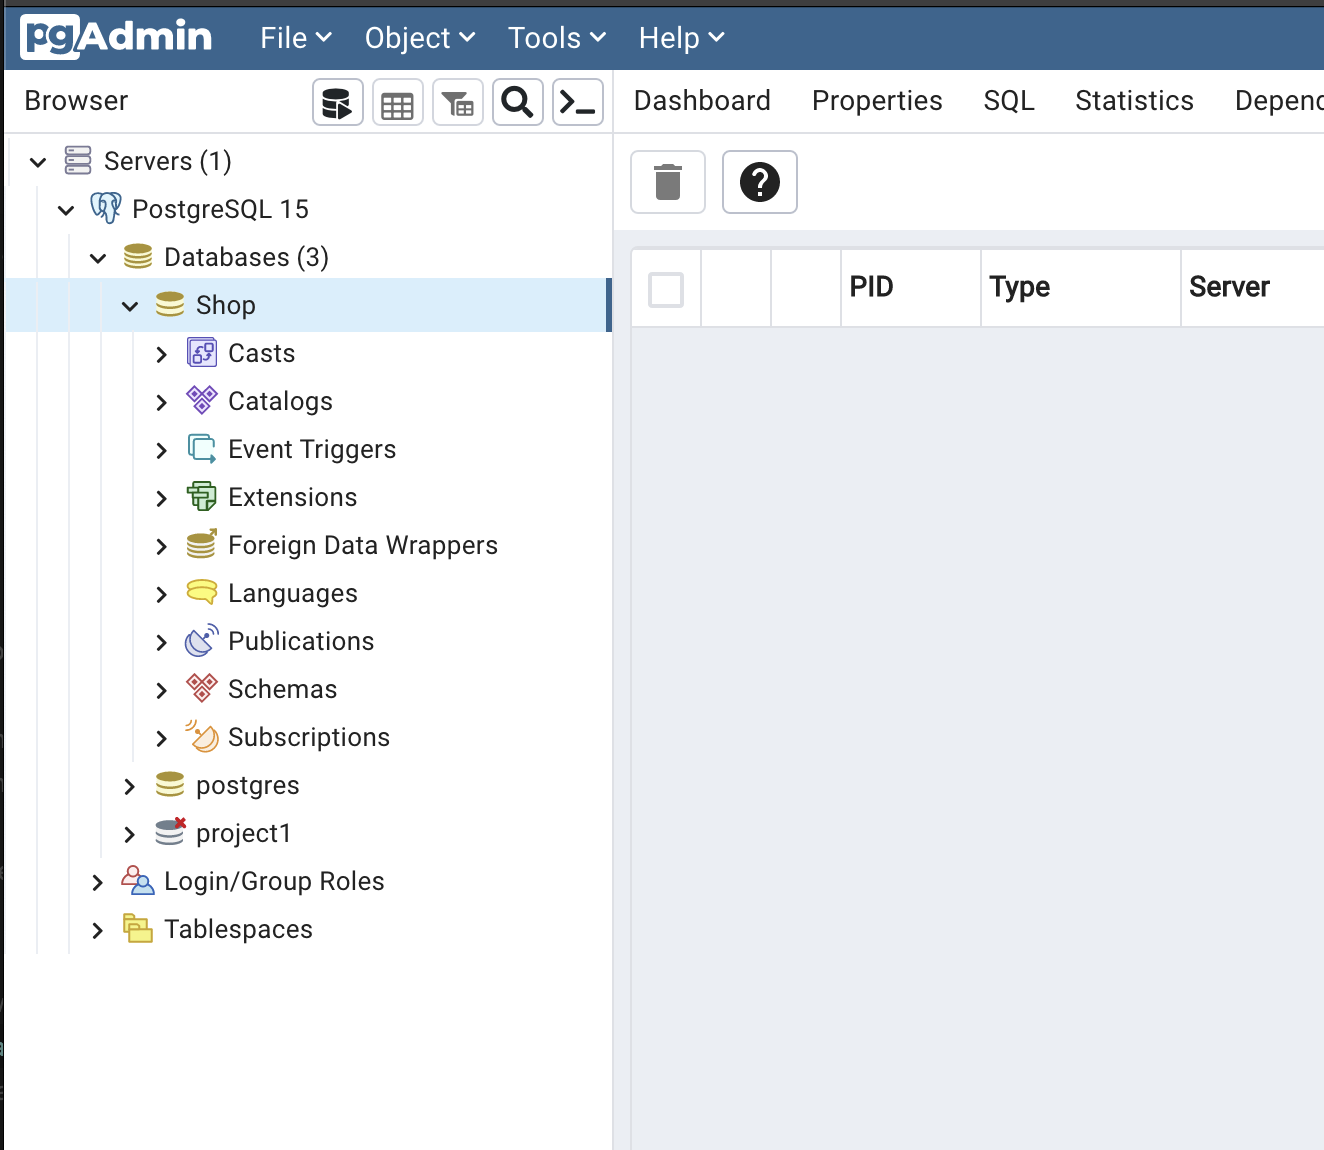 pgAdmin File Object Tools Help
Browser
Dashboard Properties SQL Statistics Depend
Servers (1)
PostgreSQL 15
Databases (3)
Shop
Casts
Catalogs
Event Triggers
Extensions
Foreign Data Wrappers
Languages
Publications
Schemas
Subscriptions
postgres
project1
Login/Group Roles
Tablespaces
PID Type Server